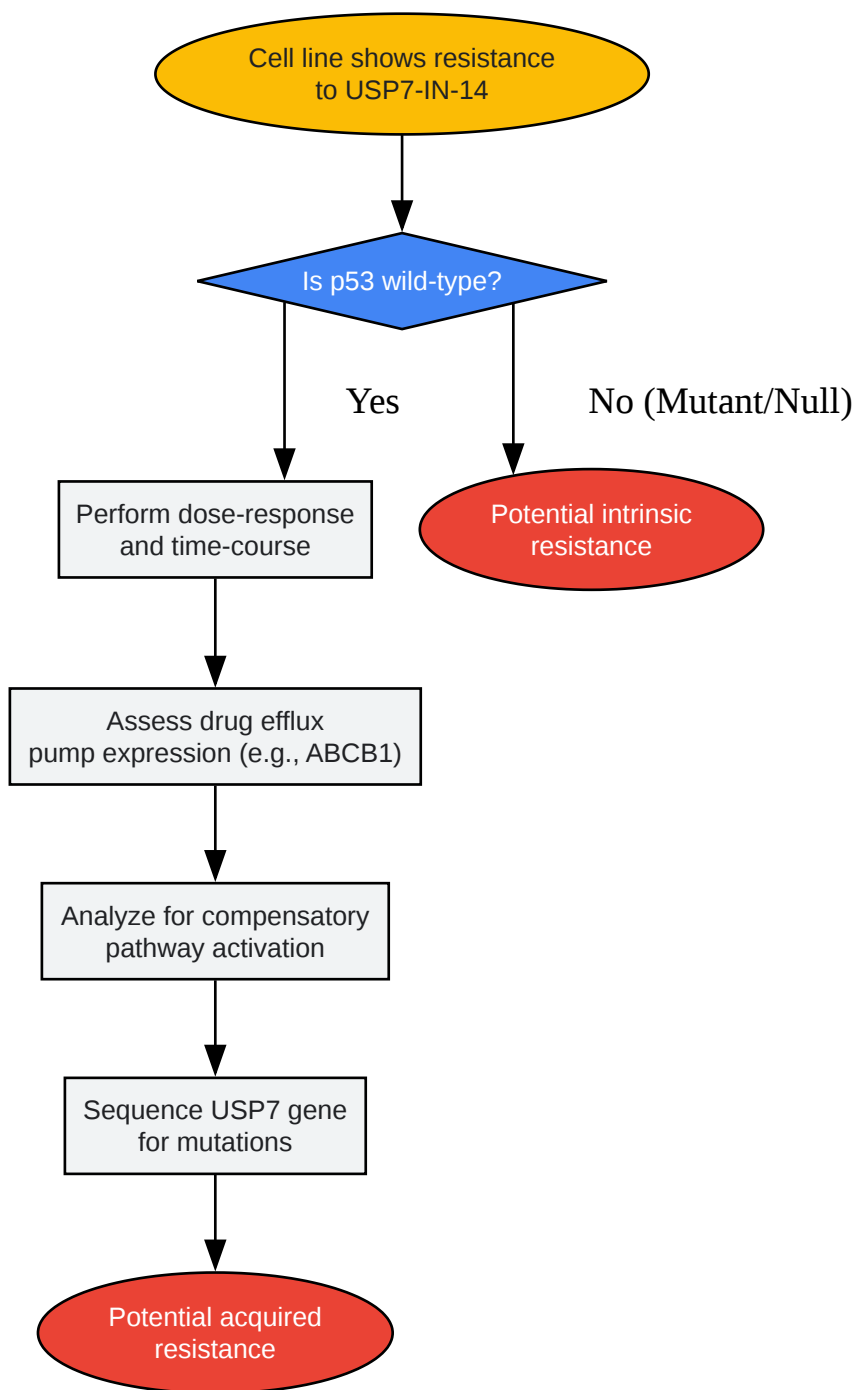 Cell line shows resistance
to USP7-IN-14
Is p53 wild-type?
Yes
No (Mutant/Null)
Perform dose-response
and time-course
Potential intrinsic
resistance
Assess drug efflux
pump expression (e.g., ABCB1)
Analyze for compensatory
pathway activation
Sequence USP7 gene
for mutations
Potential acquired
resistance